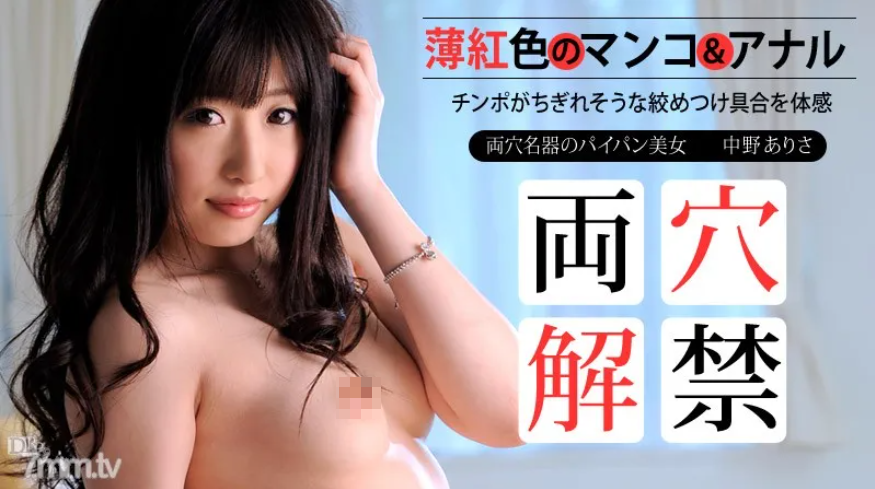 薄紅色のマンコ&アナル
チンポがちぎれそうな絞めつけ具合を体感
両穴名器のパイパン美女 中野ありさ
両穴
解禁
7mm.tv